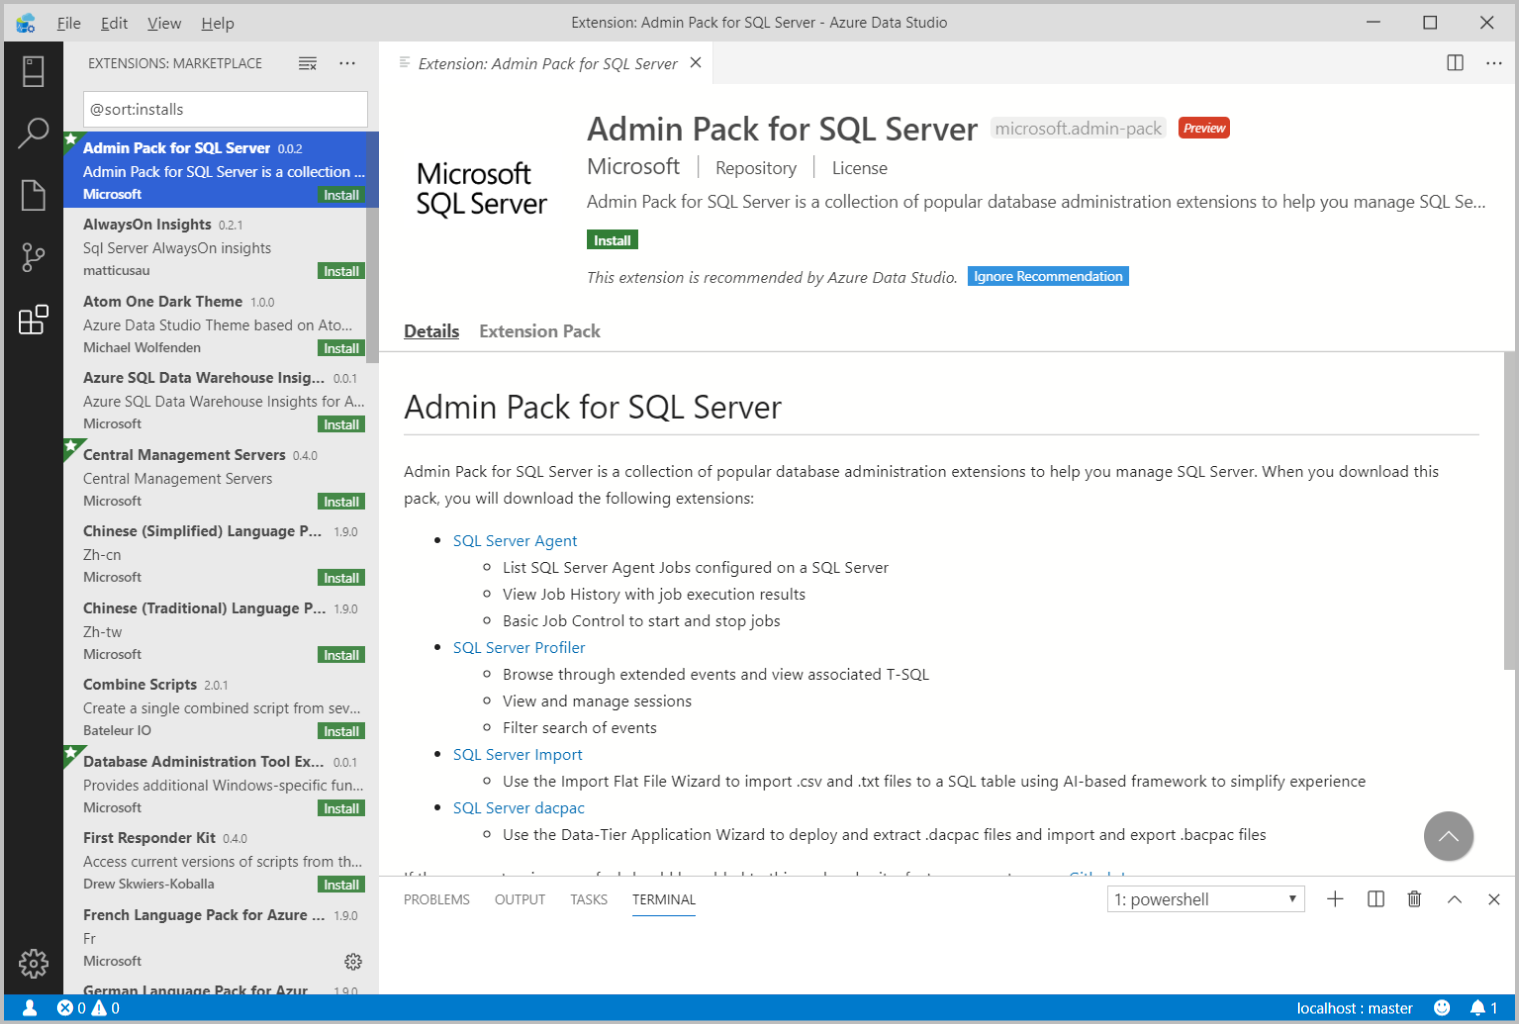 File Edit View Help
Extension: Admin Pack for SQL Server - Azure Data Studio
EXTENSIONS: MARKETPLACE
@sort:installs
Admin Pack for SQL Server 0.0.2
Admin Pack for SQL Server is a collection ...
Microsoft Install
AlwaysOn Insights 0.2.1
Sql Server AlwaysOn insights
matticusau Install
Atom One Dark Theme 1.0.0
Azure Data Studio Theme based on Ato...
Michael Wolfenden Install
Azure SQL Data Warehouse Insig... 0.0.1
Azure SQL Data Warehouse Insights for A...
Microsoft Install
Central Management Servers 0.4.0
Central Management Servers
Microsoft Install
Chinese (Simplified) Language P... 1.9.0
Zh-cn
Microsoft Install
Chinese (Traditional) Language P... 1.9.0
Zh-tw
Microsoft Install
Combine Scripts 2.0.1
Create a single combined script from sev...
Bateleur IO Install
Database Administration Tool Ex... 0.0.1
Provides additional Windows-specific fun...
Microsoft Install
First Responder Kit 0.4.0
Access current versions of scripts from th...
Drew Skwiers-Koballa Install
French Language Pack for Azure ... 1.9.0
Fr
Microsoft
German Language Pack for Azur 1.9.0
Extension: Admin Pack for SQL Server
Microsoft
SQL Server
Admin Pack for SQL Server microsoft.admin-pack Preview
Microsoft Repository License
Admin Pack for SQL Server is a collection of popular database administration extensions to help you manage SQL Se...
Install
This extension is recommended by Azure Data Studio. Ignore Recommendation
Details Extension Pack
Admin Pack for SQL Server
Admin Pack for SQL Server is a collection of popular database administration extensions to help you manage SQL Server. When you download this
pack, you will download the following extensions:
SQL Server Agent
List SQL Server Agent Jobs configured on a SQL Server
View Job History with job execution results
Basic Job Control to start and stop jobs
SQL Server Profiler
Browse through extended events and view associated T-SQL
View and manage sessions
Filter search of events
SQL Server Import
Use the Import Flat File Wizard to import .csv and .txt files to a SQL table using AI-based framework to simplify experience
SQL Server dacpac
Use the Data-Tier Application Wizard to deploy and extract .dacpac files and import and export .bacpac files
PROBLEMS OUTPUT TASKS TERMINAL
1: powershell
0 0
localhost : master 1